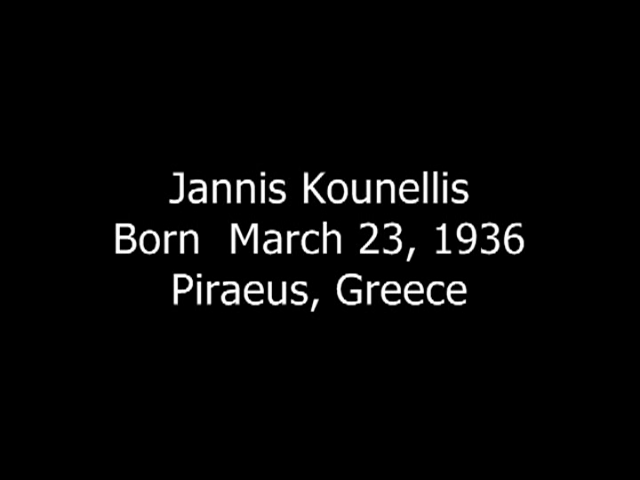 Jannis Kounellis
Born  March 23, 1936
Piraeus, Greece